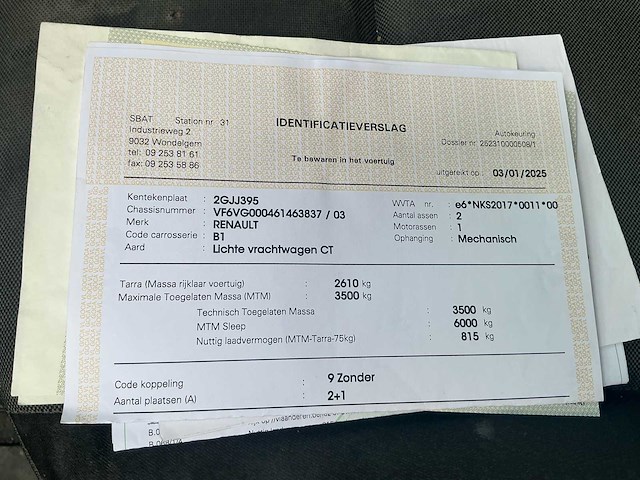 SBAT Station nr 31
Industrieweg 2
9032 Wondelgem
tel: 09 253 81 61
fax: 09 253 58 86
IDENTIFICATIEVERSLAG
Te bewaren in het voertuig
Autokeuring
Dossier nr: 252310000508/1
uitgereikt op : 03/01/2025
Kentekenplaat : 2GJJ395
Chassisnummer : VF6VG000461463837 / 03
Merk : RENAULT
Code carrosserie : B1
Aard : Lichte vrachtwagen CT
WVTA nr. : e6*NKS2017*0011*00
Aantal assen : 2
Motorassen : 1
Ophanging : Mechanisch
Tarra (Massa rijklaar voertuig) : 2610 kg
Maximale Toegelaten Massa (MTM) : 3500 kg
Technisch Toegelaten Massa : 3500 kg
MTM Sleep : 6000 kg
Nuttig laadvermogen (MTM-Tarra-75kg) : 815 kg
Code koppeling : 9 Zonder
Aantal plaatsen (A) : 2+1